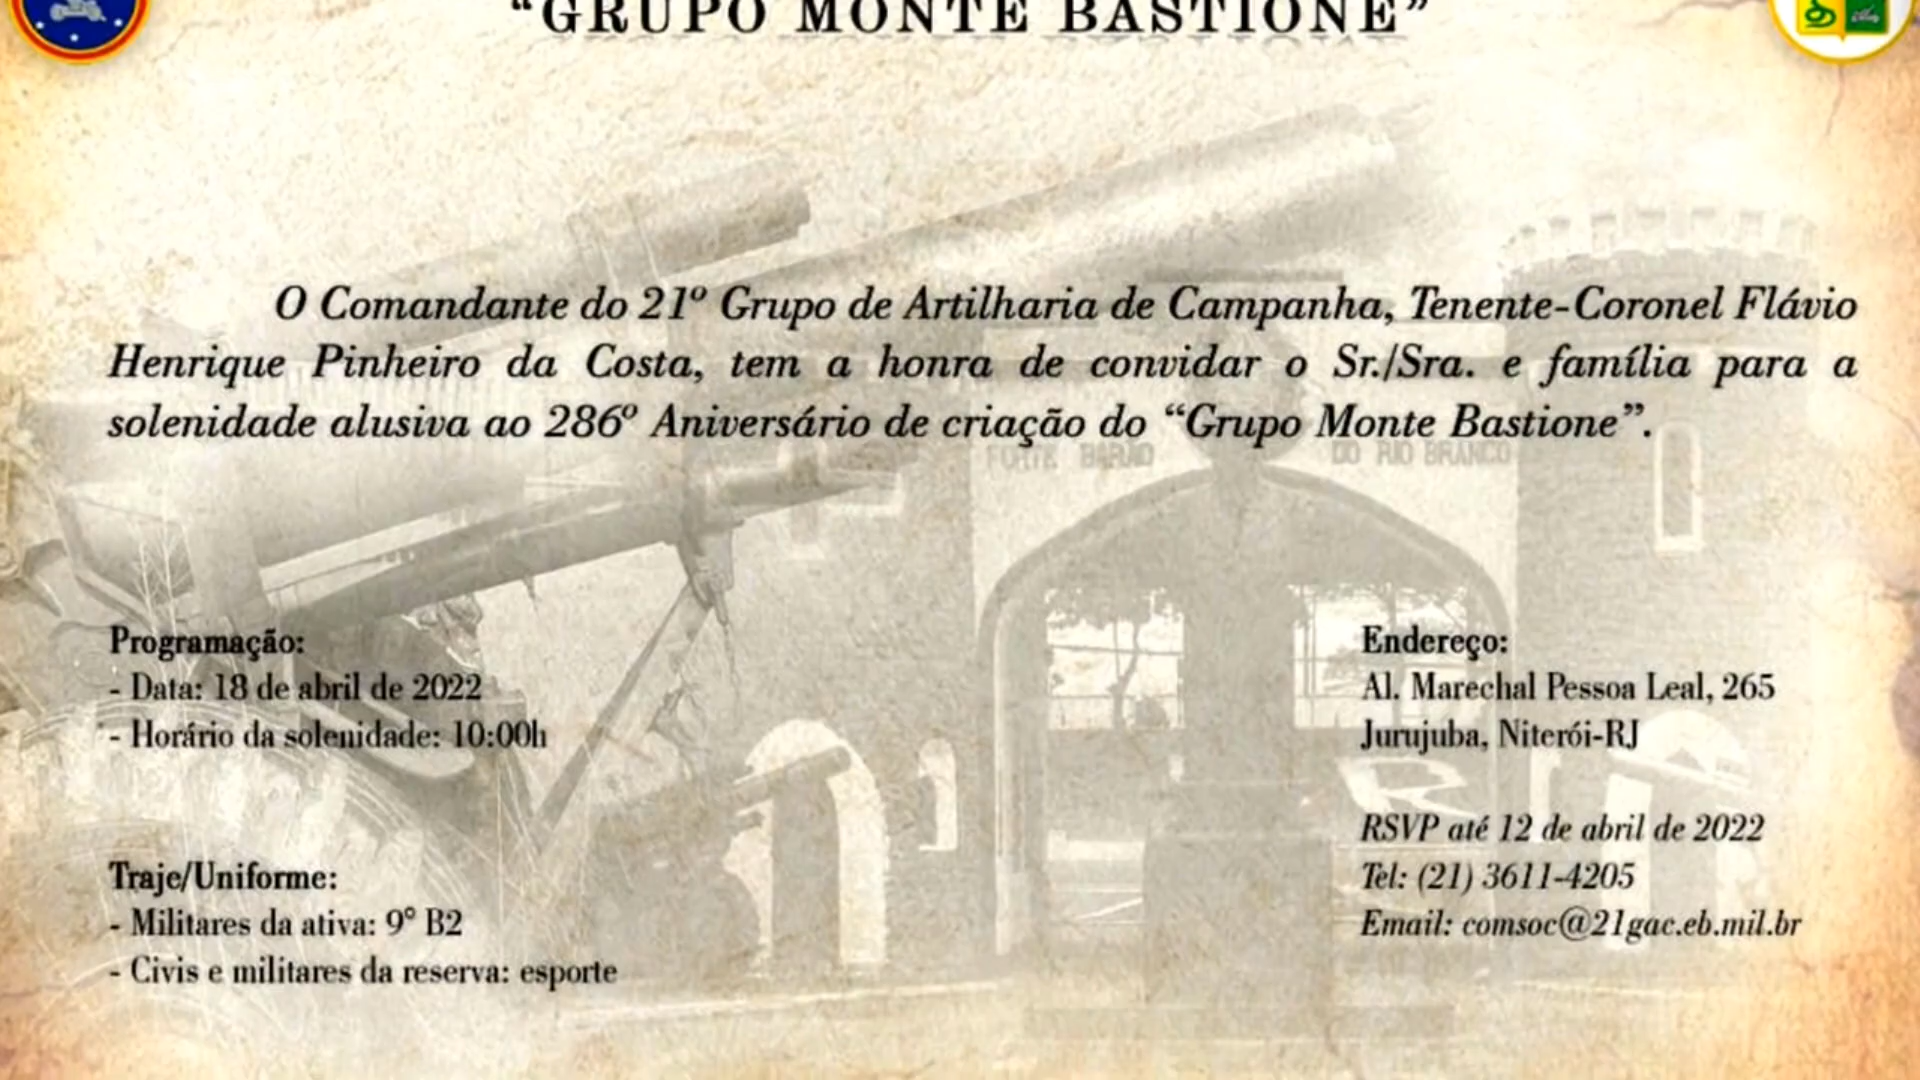 “GRUPO MONTE BASTIONE”
O Comandante do 21º Grupo de Artilharia de Campanha, Tenente-Coronel Flávio
Henrique Pinheiro da Costa, tem a honra de convidar o Sr./Sra. e família para a
solenidade alusiva ao 286º Aniversário de criação do “Grupo Monte Bastione”.
FORTE BARÃO DO RIO BRANCO
Programação:
- Data: 18 de abril de 2022
- Horário da solenidade: 10:00h
Traje/Uniforme:
- Militares da ativa: 9° B2
- Civis e militares da reserva: esporte
Endereço:
Al. Marechal Pessoa Leal, 265
Jurujuba, Niterói-RJ
RSVP até 12 de abril de 2022
Tel: (21) 3611-4205
Email: comsoc@21gac.eb.mil.br